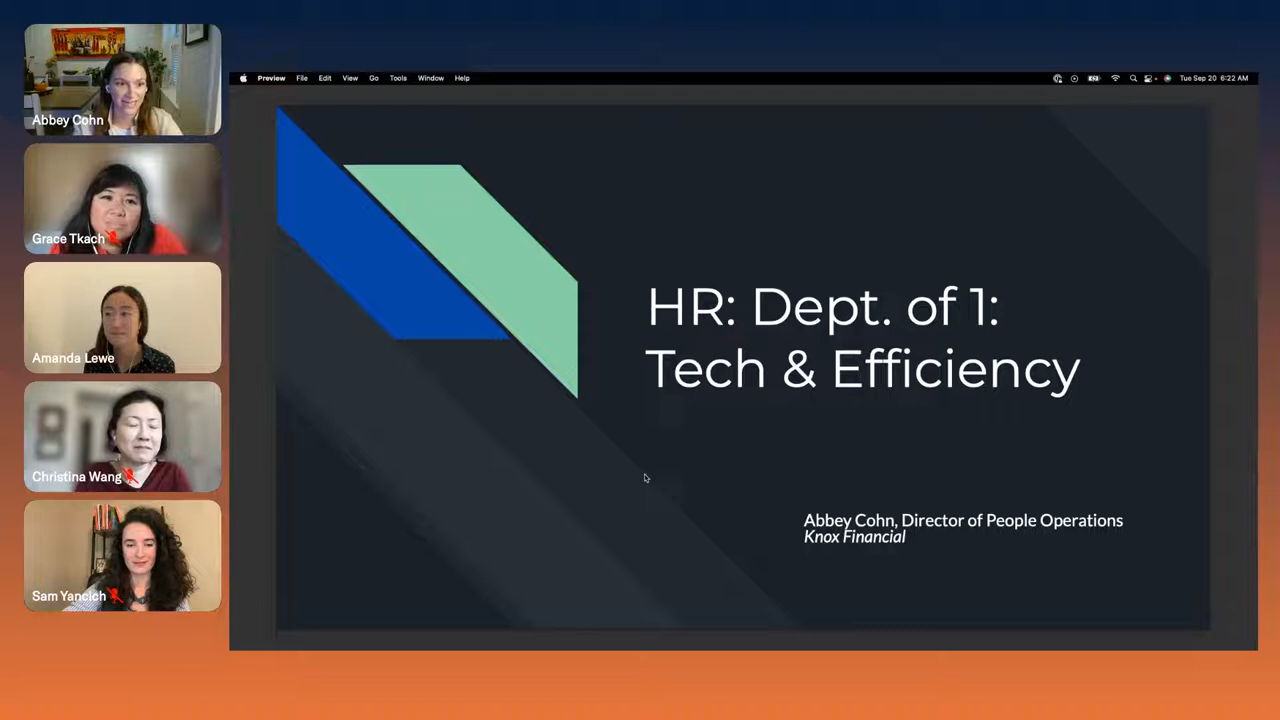 Abbey Cohn
Grace Tkach
Amanda Lewe
Christina Wang
Sam Yancich
Preview File Edit View Go Tools Window Help
Tue Sep 20 6:22 AM
HR: Dept. of 1:
Tech & Efficiency
Abbey Cohn, Director of People Operations
Knox Financial